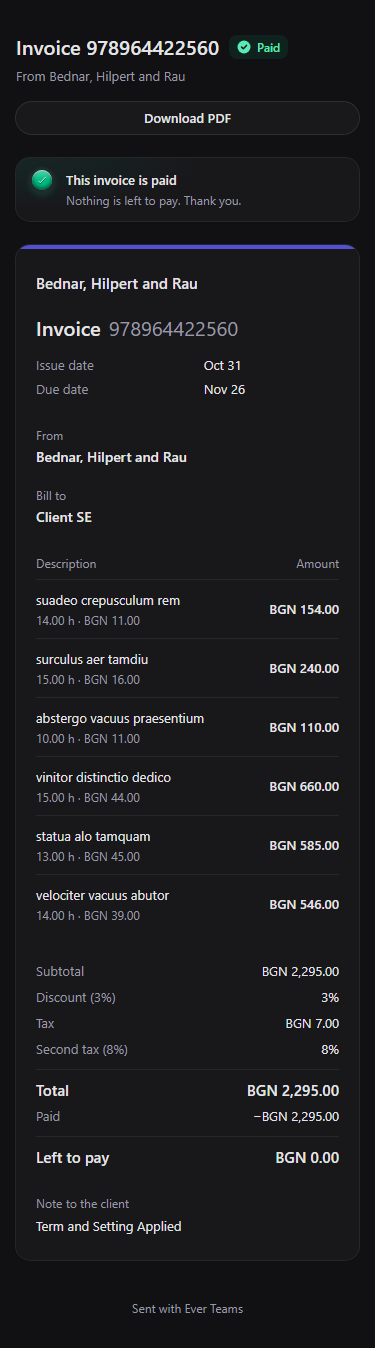 Invoice 978964422560 Paid
From Bednar, Hilpert and Rau
Download PDF
This invoice is paid
Nothing is left to pay. Thank you.
Bednar, Hilpert and Rau
Invoice 978964422560
Issue date Oct 31
Due date Nov 26
From
Bednar, Hilpert and Rau
Bill to
Client SE
Description Amount
suadeo crepusculum rem BGN 154.00
14.00 h · BGN 11.00
surculus aer tamdiu BGN 240.00
15.00 h · BGN 16.00
abstergo vacuus praesentium BGN 110.00
10.00 h · BGN 11.00
vinitor distinctio dedico BGN 660.00
15.00 h · BGN 44.00
statua alo tamquam BGN 585.00
13.00 h · BGN 45.00
velociter vacuus abutor BGN 546.00
14.00 h · BGN 39.00
Subtotal BGN 2,295.00
Discount (3%) 3%
Tax BGN 7.00
Second tax (8%) 8%
Total BGN 2,295.00
Paid −BGN 2,295.00
Left to pay BGN 0.00
Note to the client
Term and Setting Applied
Sent with Ever Teams